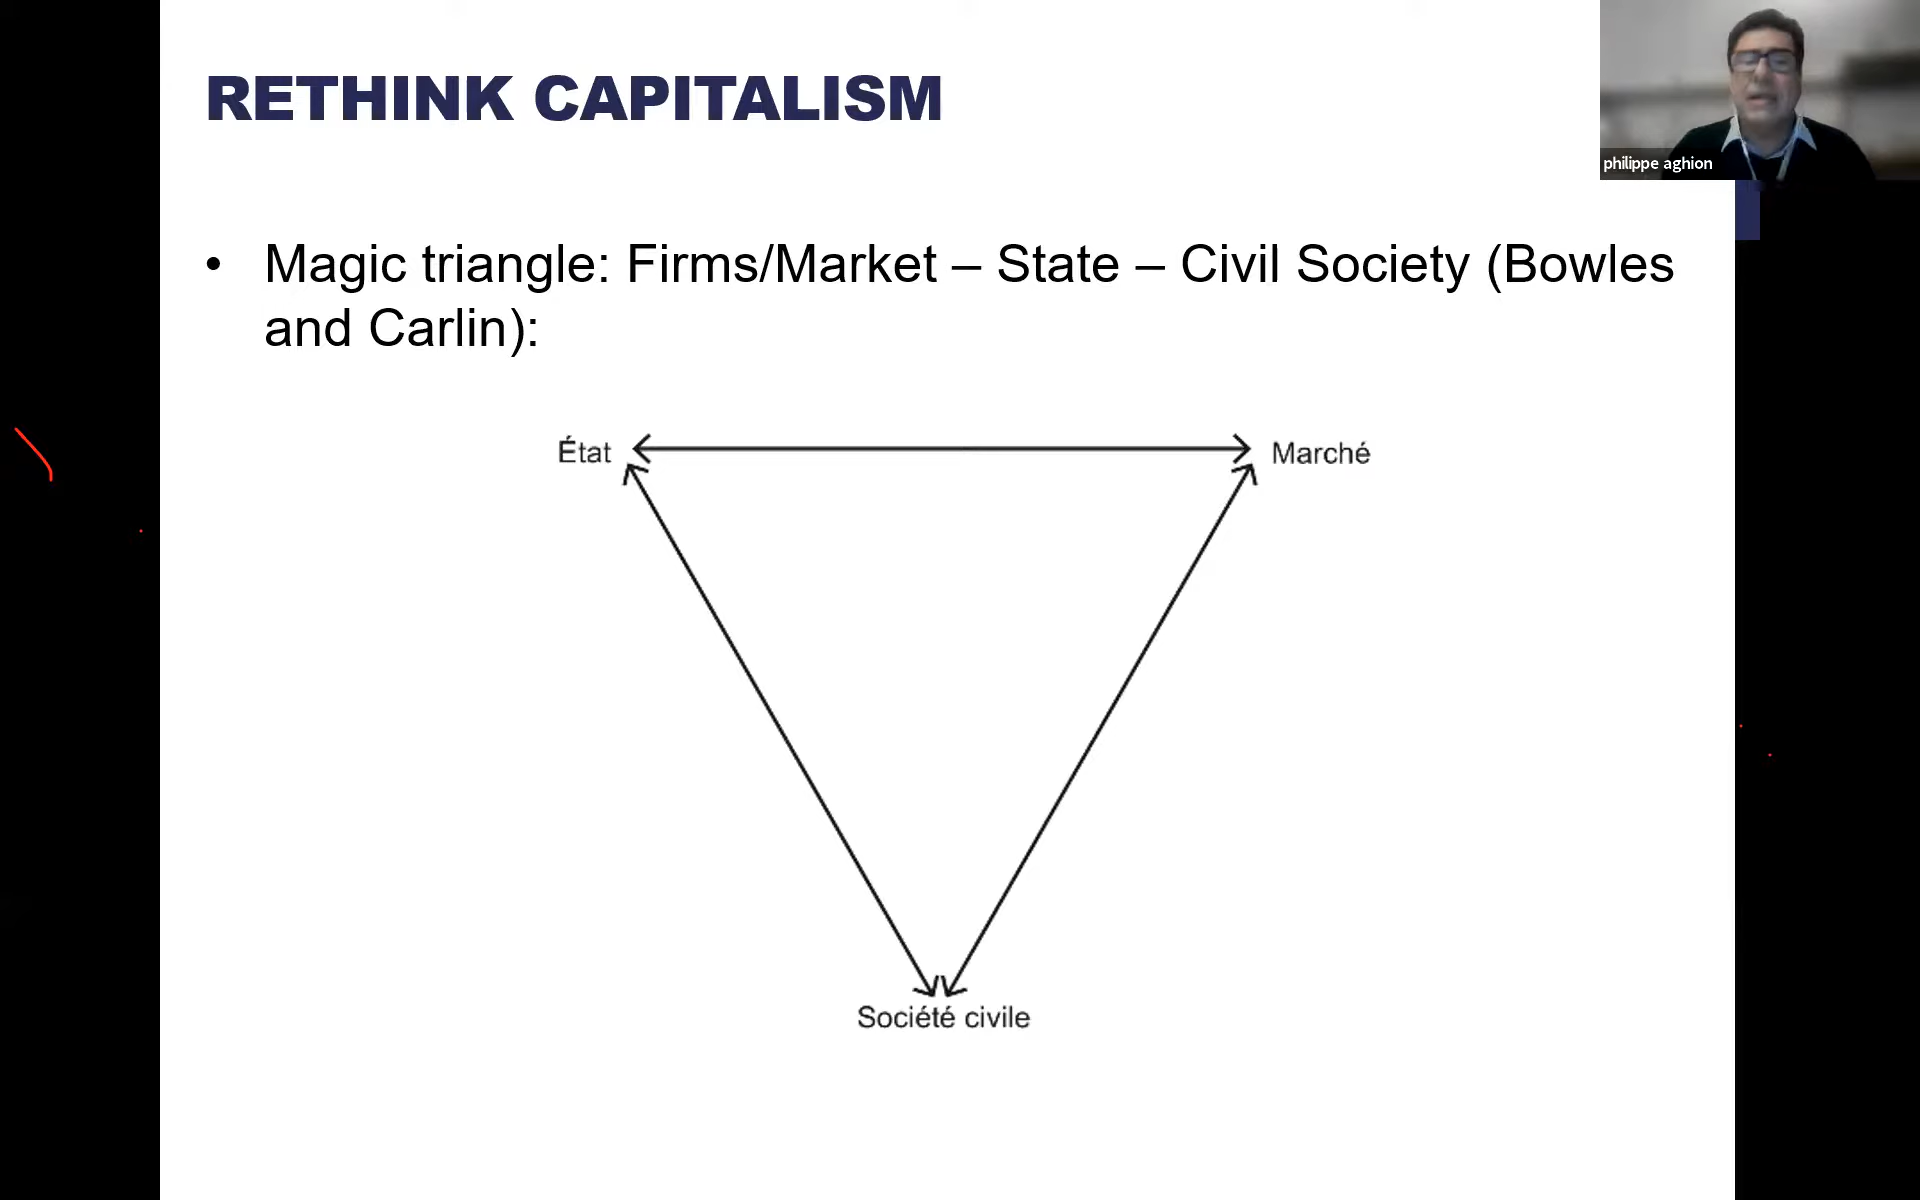 RETHINK CAPITALISM
philippe aghion
• Magic triangle: Firms/Market – State – Civil Society (Bowles
and Carlin):
État
Marché
Société civile